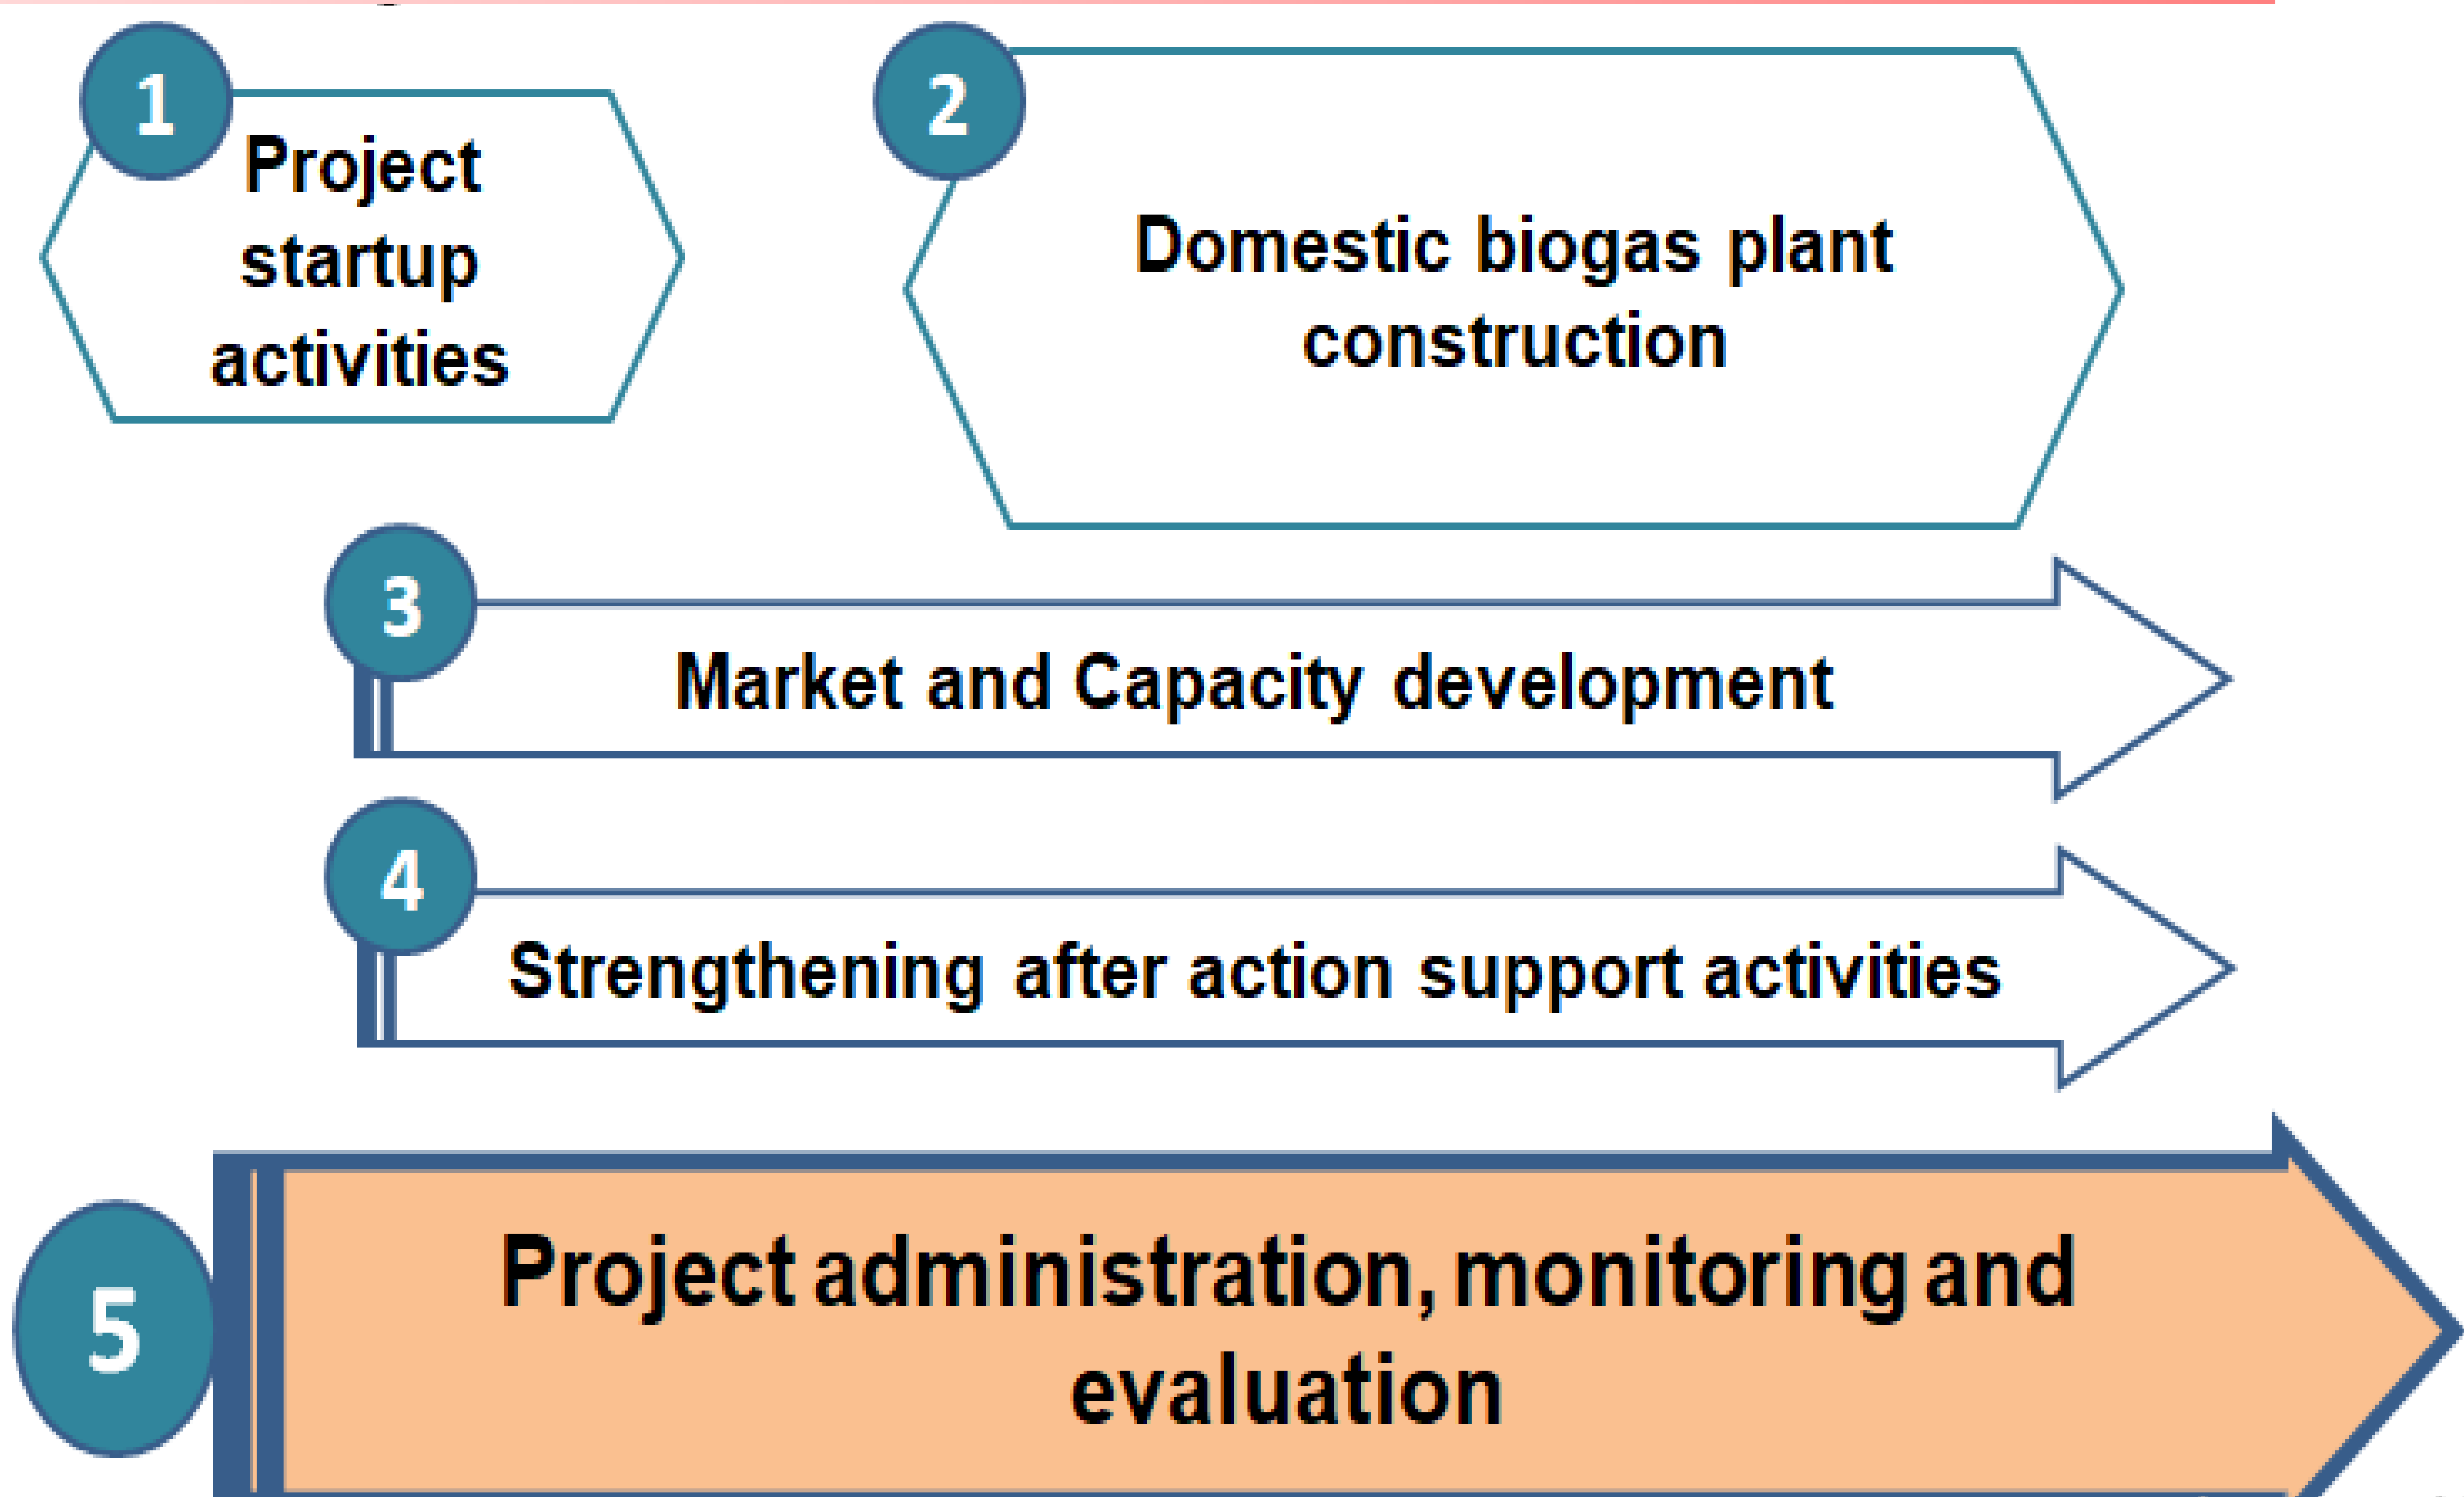 1
Project
startup
activities
2
Domestic biogas plant
construction
3
Market and Capacity development
4
Strengthening after action support activities
5
Project administration, monitoring and
evaluation